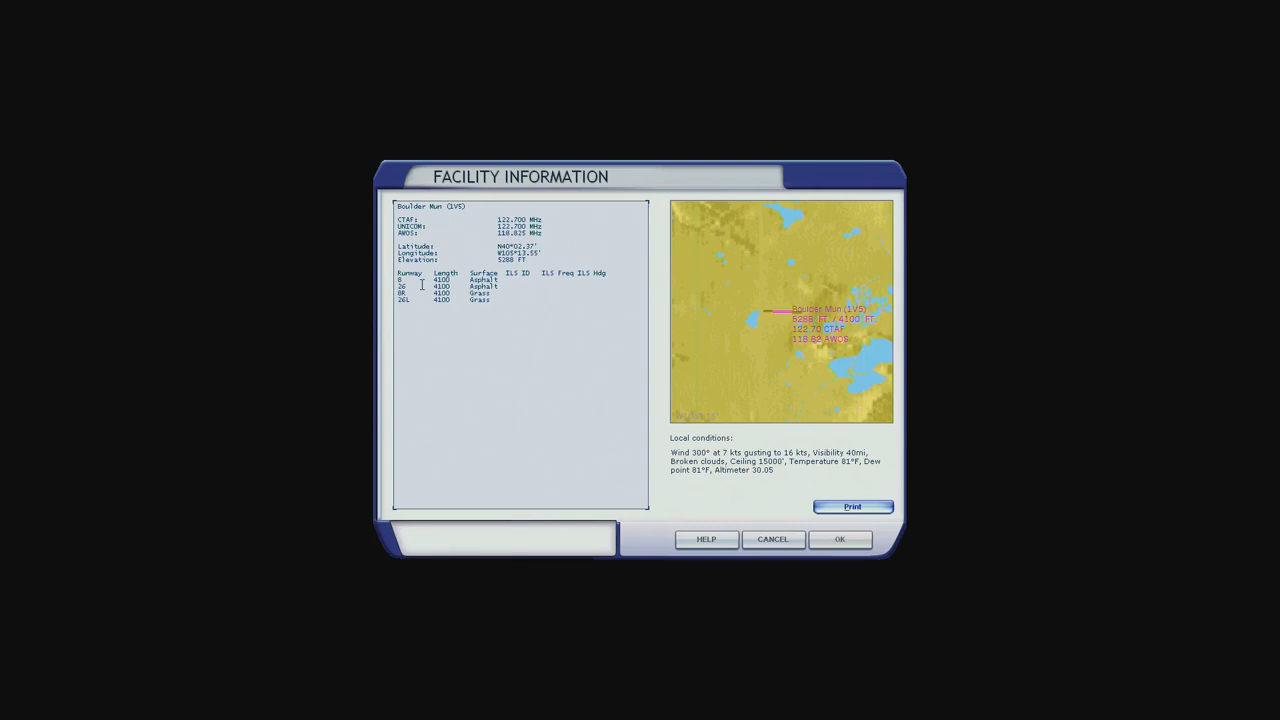 FACILITY INFORMATION
Boulder Mun (1V5)
CTAF: 122.700 MHz
UNICOM: 122.700 MHz
AWOS: 118.825 MHz
Latitude: N40°02.37'
Longitude: W105°13.55'
Elevation: 5288 FT
Runway Length Surface ILS ID ILS Freq ILS Hdg
8 4100 Asphalt
26 4100 Asphalt
8R 4100 Grass
26L 4100 Grass
Boulder Mun (1V5)
5288' FT. / 4100' FT.
122.70 CTAF
118.82 AWOS
Local conditions:
Wind 300° at 7 kts gusting to 16 kts, Visibility 40mi,
Broken clouds, Ceiling 15000', Temperature 81°F, Dew
point 81°F, Altimeter 30.05
Print
HELP CANCEL OK